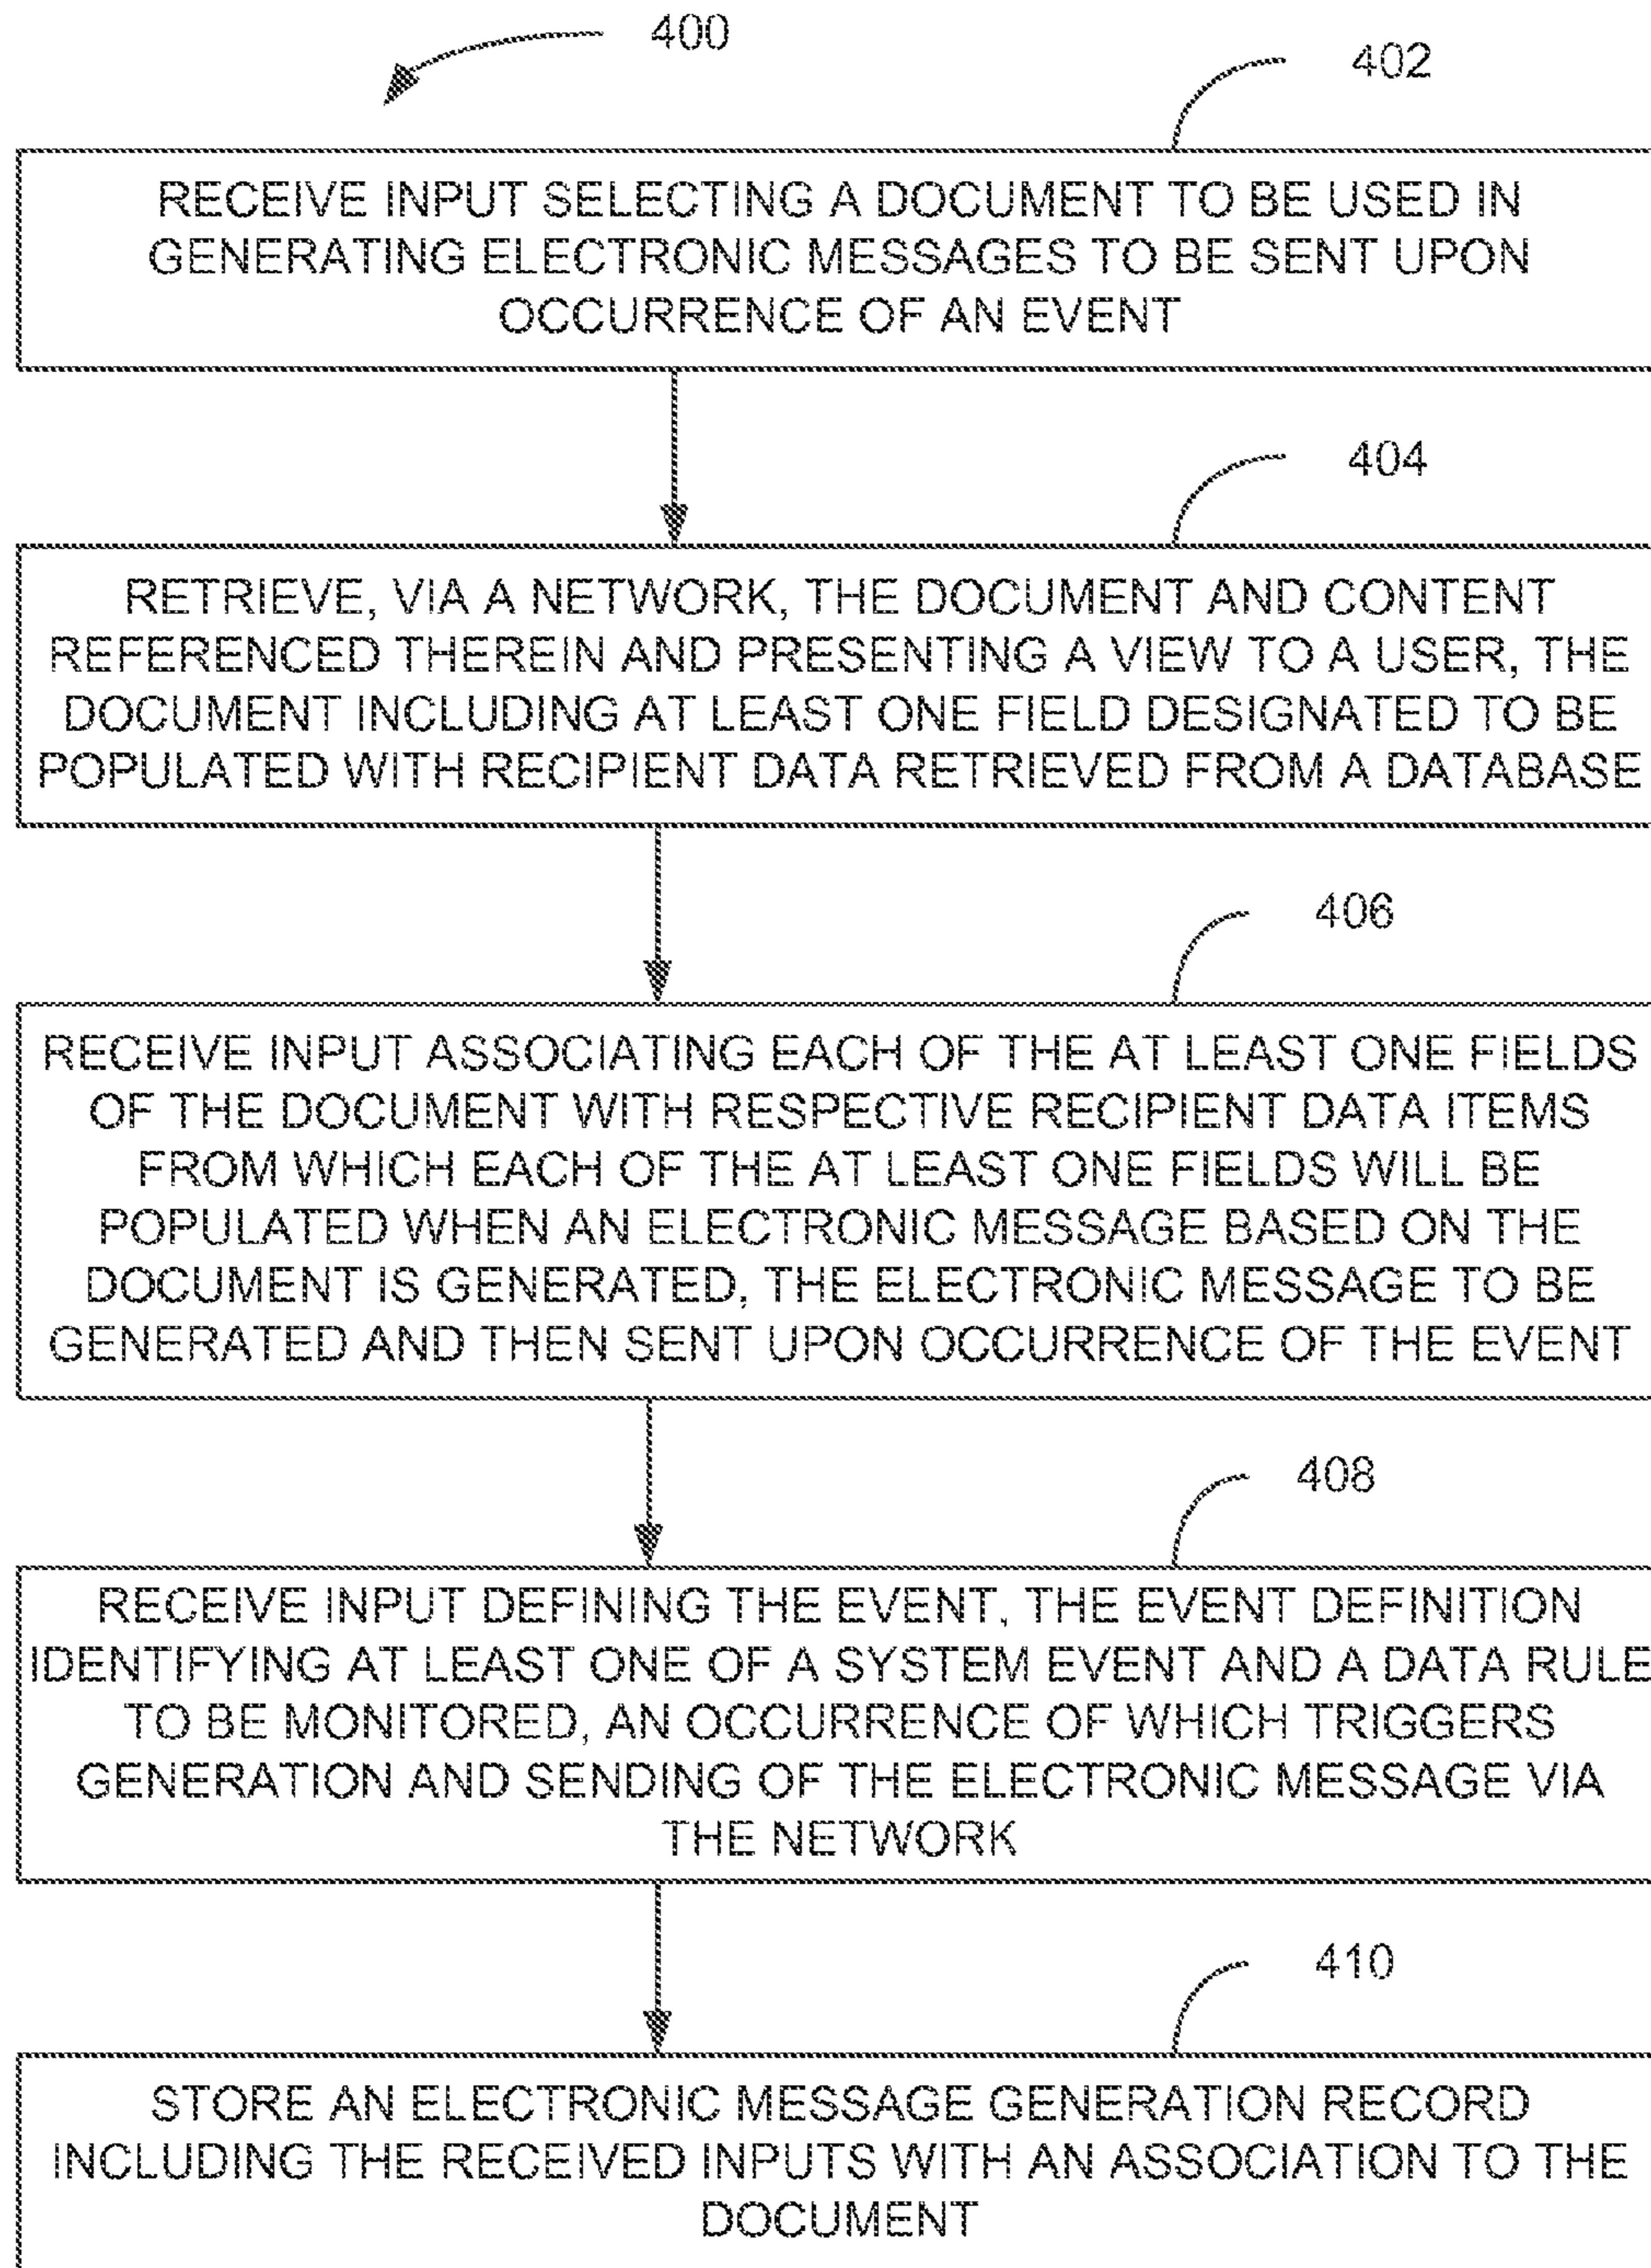 400
402
RECEIVE INPUT SELECTING A DOCUMENT TO BE USED IN
GENERATING ELECTRONIC MESSAGES TO BE SENT UPON
OCCURRENCE OF AN EVENT
404
RETRIEVE, VIA A NETWORK, THE DOCUMENT AND CONTENT
REFERENCED THEREIN AND PRESENTING A VIEW TO A USER, THE
DOCUMENT INCLUDING AT LEAST ONE FIELD DESIGNATED TO BE
POPULATED WITH RECIPIENT DATA RETRIEVED FROM A DATABASE
406
RECEIVE INPUT ASSOCIATING EACH OF THE AT LEAST ONE FIELDS
OF THE DOCUMENT WITH RESPECTIVE RECIPIENT DATA ITEMS
FROM WHICH EACH OF THE AT LEAST ONE FIELDS WILL BE
POPULATED WHEN AN ELECTRONIC MESSAGE BASED ON THE
DOCUMENT IS GENERATED, THE ELECTRONIC MESSAGE TO BE
GENERATED AND THEN SENT UPON OCCURRENCE OF THE EVENT
408
RECEIVE INPUT DEFINING THE EVENT, THE EVENT DEFINITION
IDENTIFYING AT LEAST ONE OF A SYSTEM EVENT AND A DATA RULE
TO BE MONITORED, AN OCCURRENCE OF WHICH TRIGGERS
GENERATION AND SENDING OF THE ELECTRONIC MESSAGE VIA
THE NETWORK
410
STORE AN ELECTRONIC MESSAGE GENERATION RECORD
INCLUDING THE RECEIVED INPUTS WITH AN ASSOCIATION TO THE
DOCUMENT